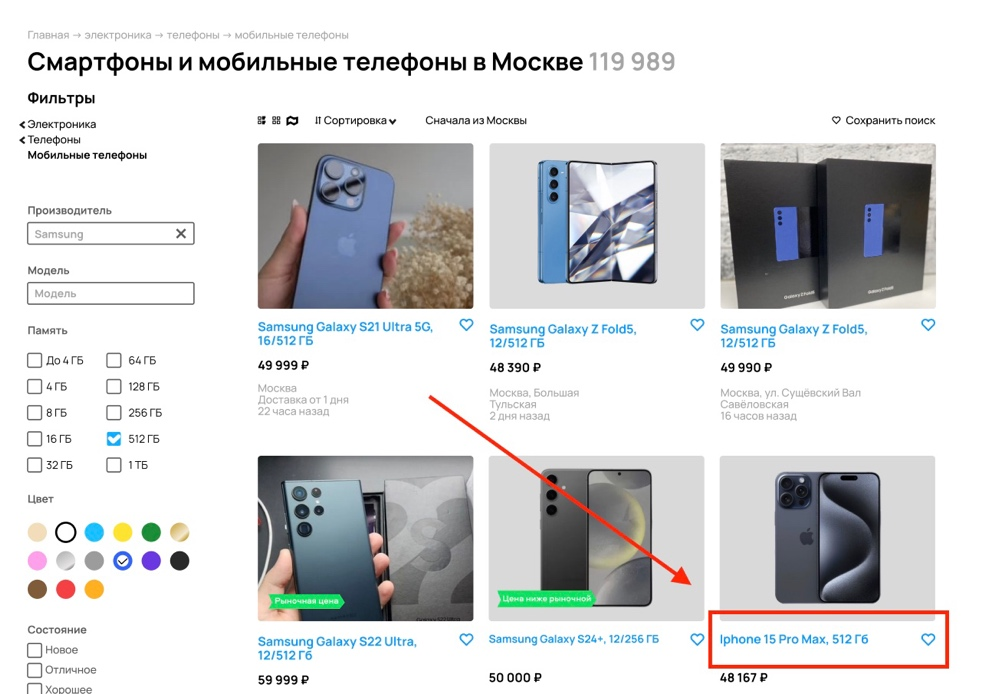 Главная → электроника → телефоны → мобильные телефоны
Смартфоны и мобильные телефоны в Москве 119 989
Фильтры
Электроника
Телефоны
Мобильные телефоны
Сортировка
Сначала из Москвы
Сохранить поиск
Производитель
Samsung
Модель
Модель
Память
До 4 ГБ
64 ГБ
4 ГБ
128 ГБ
8 ГБ
256 ГБ
16 ГБ
512 ГБ
32 ГБ
1 ТБ
Цвет
Состояние
Новое
Отличное
Хорошее
Samsung Galaxy S21 Ultra 5G,
16/512 ГБ
49 999 ₽
Москва
Доставка от 1 дня
22 часа назад
Samsung Galaxy Z Fold5,
12/512 ГБ
48 390 ₽
Москва, Большая
Тульская
2 дня назад
Galaxy Z Fold5
Galaxy Z Fold5
Samsung Galaxy Z Fold5,
12/512 ГБ
49 990 ₽
Москва, ул. Сущёвский Вал
Савёловская
16 часов назад
Рыночная цена
Samsung Galaxy S22 Ultra,
12/512 Гб
59 999 ₽
Цена ниже рыночной
Samsung Galaxy S24+, 12/256 ГБ
50 000 ₽
Iphone 15 Pro Max, 512 Гб
48 167 ₽